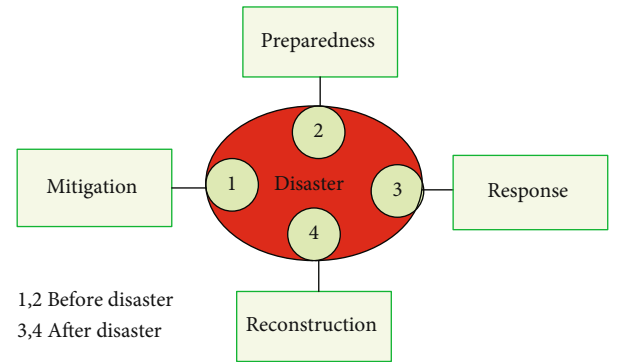 Preparedness
2
Mitigation
1
Disaster
3
Response
4
1,2 Before disaster
3,4 After disaster
Reconstruction